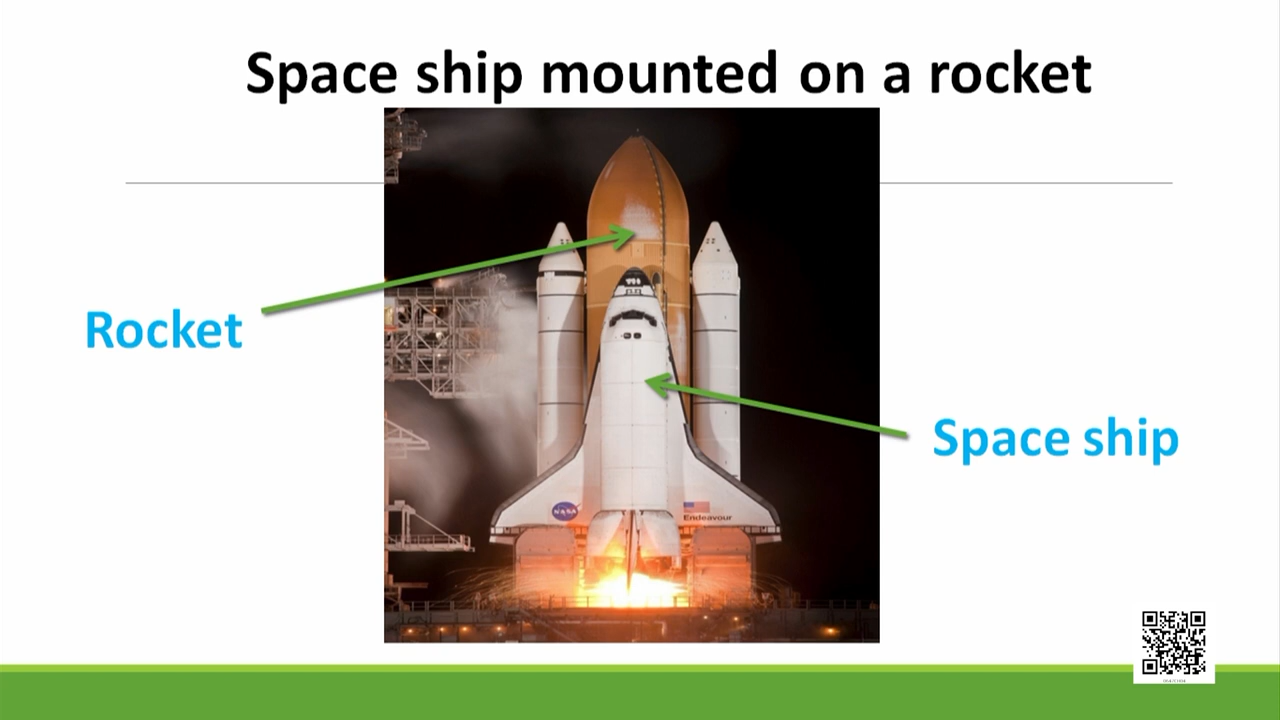 Space ship mounted on a rocket
Rocket
Space ship
NASA
Endeavour